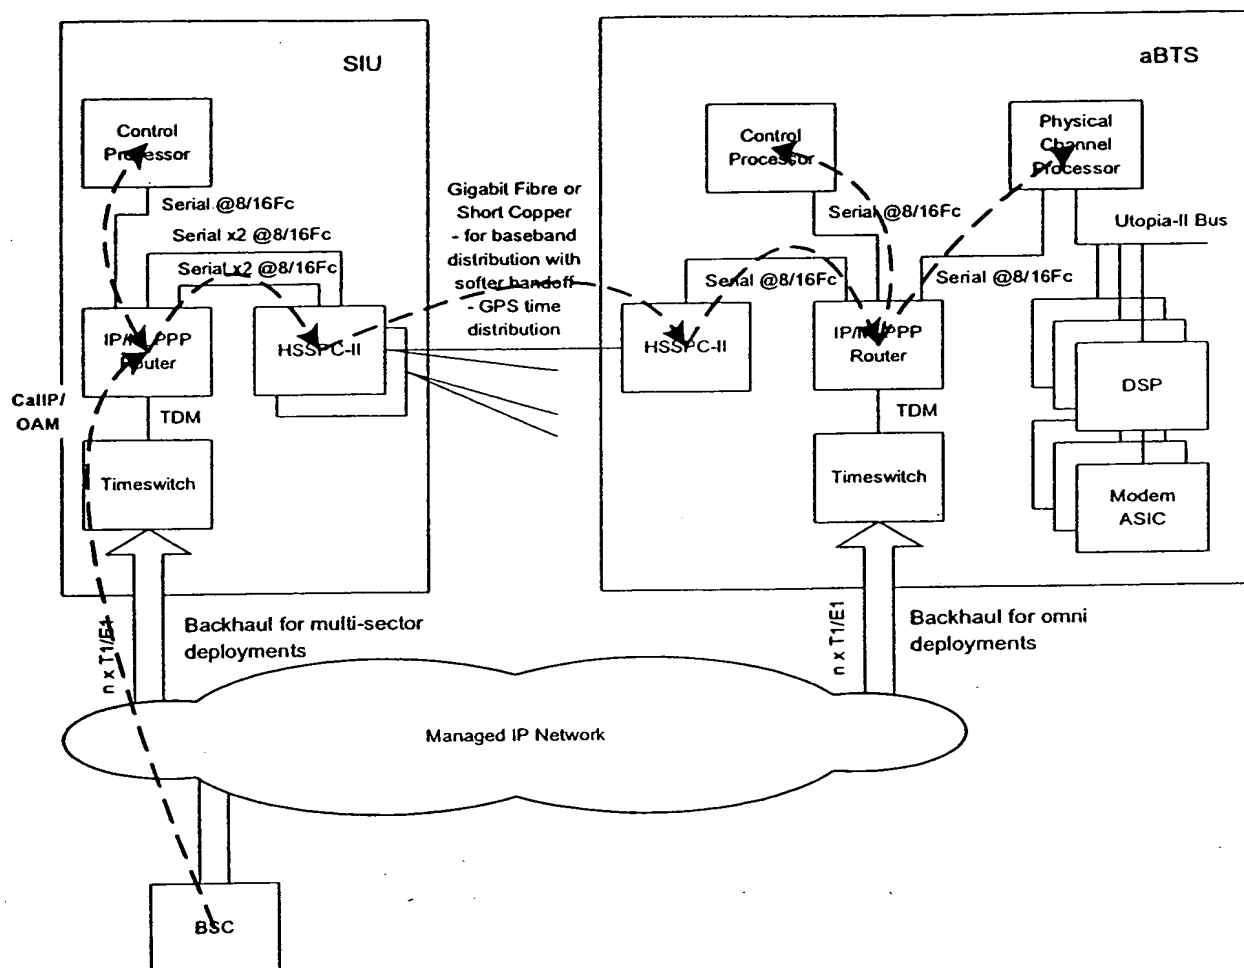 SIU
Control
Processor
Serial @8/16Fc
Serial x2 @8/16Fc
Serial x2 @8/16Fc
Router
HSSPC-II
CallP/
OAM
TDM
Timeswitch
Gigabit Fibre or
Short Copper
- for baseband
distribution with
softer handoff
- GPS time
distribution
aBTS
Control
Processor
Physical
Channel
Processor
Serial @8/16Fc
Utopia-II Bus
Serial @8/16Fc
Serial @8/16Fc
HSSPC-II
Router
TDM
Timeswitch
DSP
Modem
ASIC
n x T1/E1
Backhaul for multi-sector
deployments
n x T1/E1
Backhaul for omni
deployments
Managed IP Network
BSC